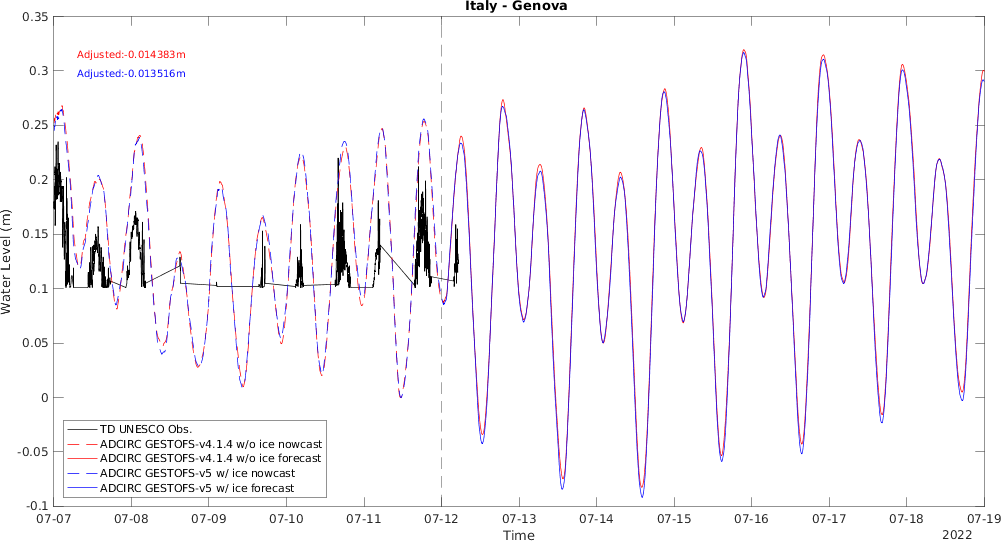 Italy - Genova
0.35
0.3
0.25
0.2
0.15
0.1
0.05
0
-0.05
-0.1
Water Level (m)
Adjusted:-0.014383m
Adjusted:-0.013516m
TD UNESCO Obs.
ADCIRC GESTOFS-v4.1.4 w/o ice nowcast
ADCIRC GESTOFS-v4.1.4 w/o ice forecast
ADCIRC GESTOFS-v5 w/ ice nowcast
ADCIRC GESTOFS-v5 w/ ice forecast
07-07 07-08 07-09 07-10 07-11 07-12 07-13 07-14 07-15 07-16 07-17 07-18 07-19
Time
2022